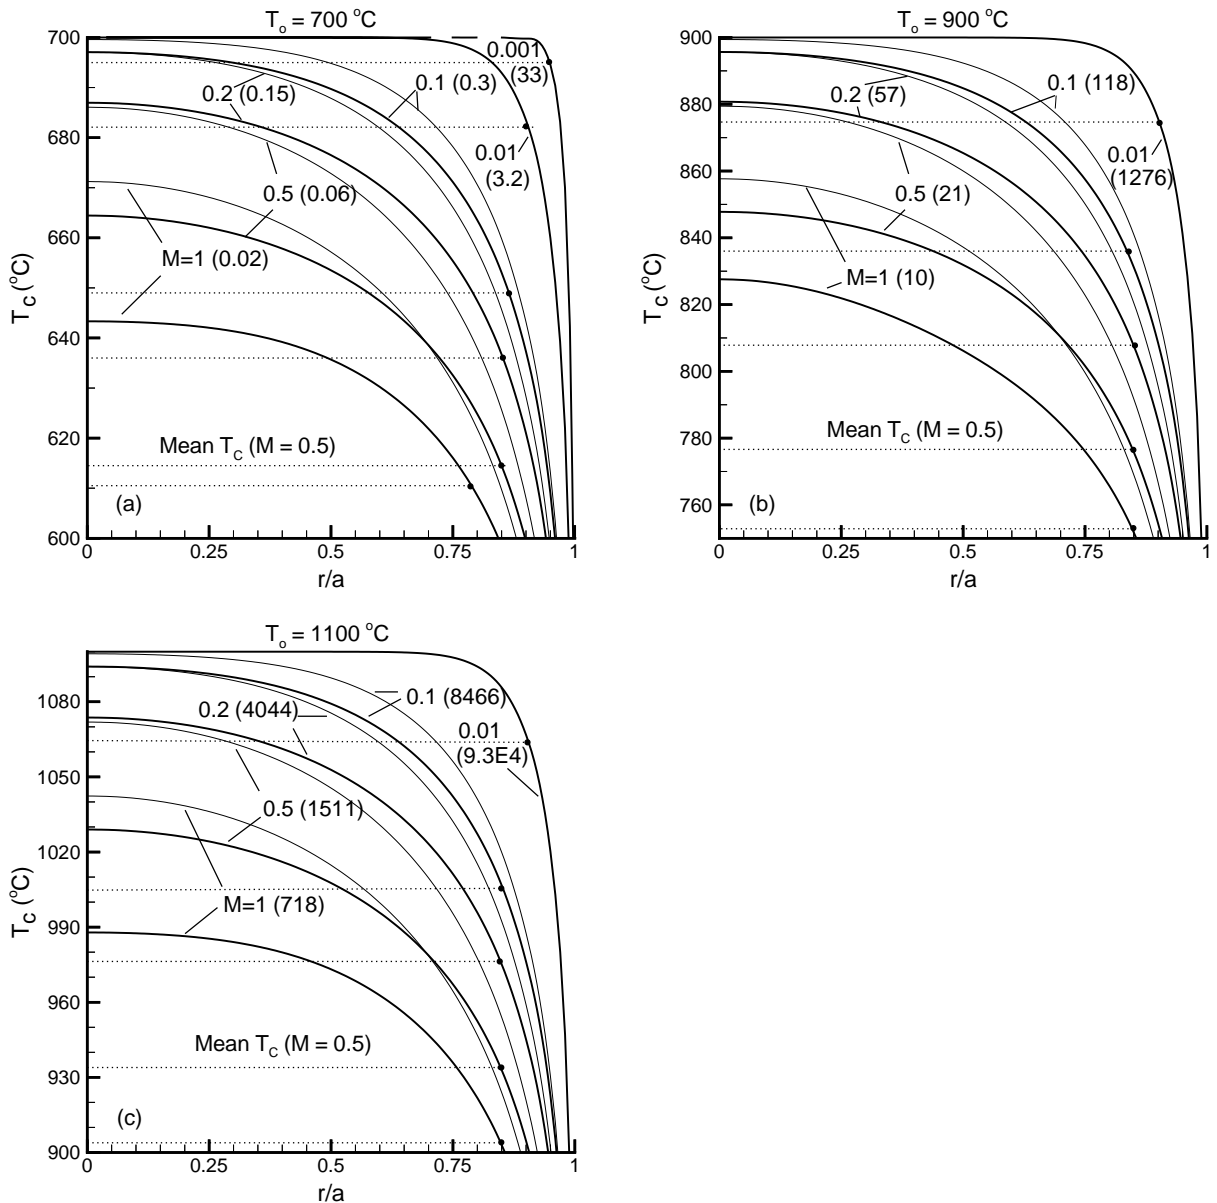 T_o = 700 °C
700
680
660
640
620
600
T_C (°C)
0.001
(33)
0.1 (0.3)
0.2 (0.15)
0.01
(3.2)
0.5 (0.06)
M=1 (0.02)
Mean T_C (M = 0.5)
(a)
0
0.25
0.5
0.75
1
r/a
T_o = 900 °C
900
880
860
840
820
800
780
760
T_C (°C)
0.1 (118)
0.2 (57)
0.01
(1276)
0.5 (21)
M=1 (10)
Mean T_C (M = 0.5)
(b)
0
0.25
0.5
0.75
1
r/a
T_o = 1100 °C
1080
1050
1020
990
960
930
900
T_C (°C)
0.1 (8466)
0.2 (4044)
0.01
(9.3E4)
0.5 (1511)
M=1 (718)
Mean T_C (M = 0.5)
(c)
0
0.25
0.5
0.75
1
r/a